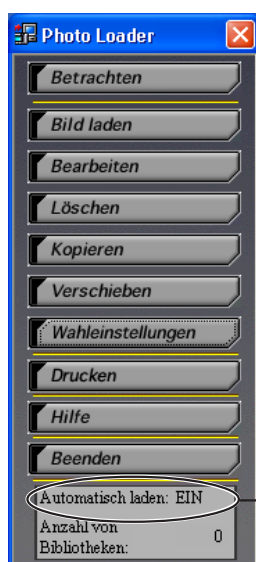 Photo Loader
Betrachten
Bild laden
Bearbeiten
Löschen
Kopieren
Verschieben
Wahleinstellungen
Drucken
Hilfe
Beenden
Automatisch laden: EIN
Anzahl von 0
Bibliotheken: